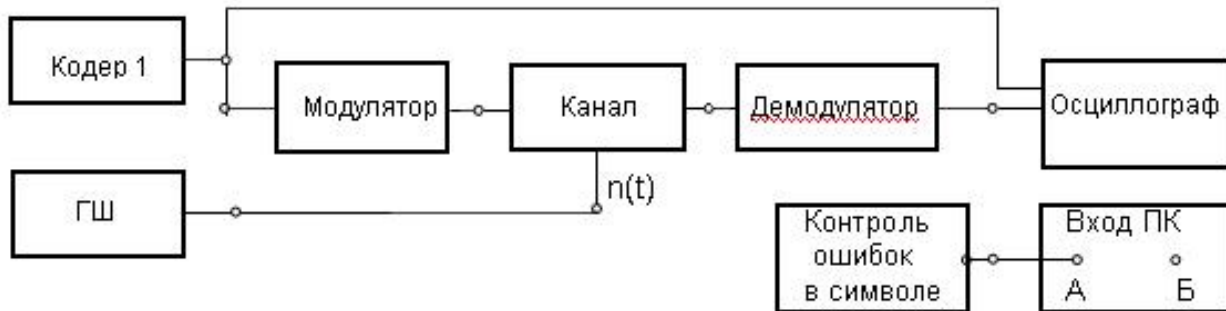 Кодер 1
Модулятор
Канал
Демодулятор
Осциллограф
ГШ
n(t)
Контроль
ошибок
в символе
Вход ПК
А
Б